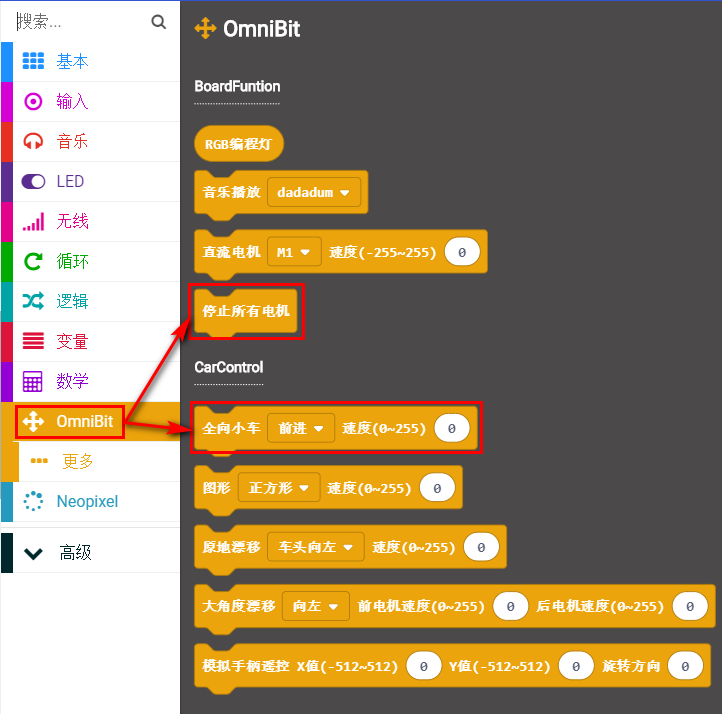 搜索...
基本
输入
音乐
LED
无线
循环
逻辑
变量
数学
OmniBit
更多
Neopixel
高级
OmniBit
BoardFuntion
RGB编程灯
音乐播放 dadadum
直流电机 M1 速度(-255~255) 0
停止所有电机
CarControl
全向小车 前进 速度(0~255) 0
图形 正方形 速度(0~255) 0
原地漂移 车头向左 速度(0~255) 0
大角度漂移 向左 前电机速度(0~255) 0 后电机速度(0~255) 0
模拟手柄遥控 X值(-512~512) 0 Y值(-512~512) 0 旋转方向 0